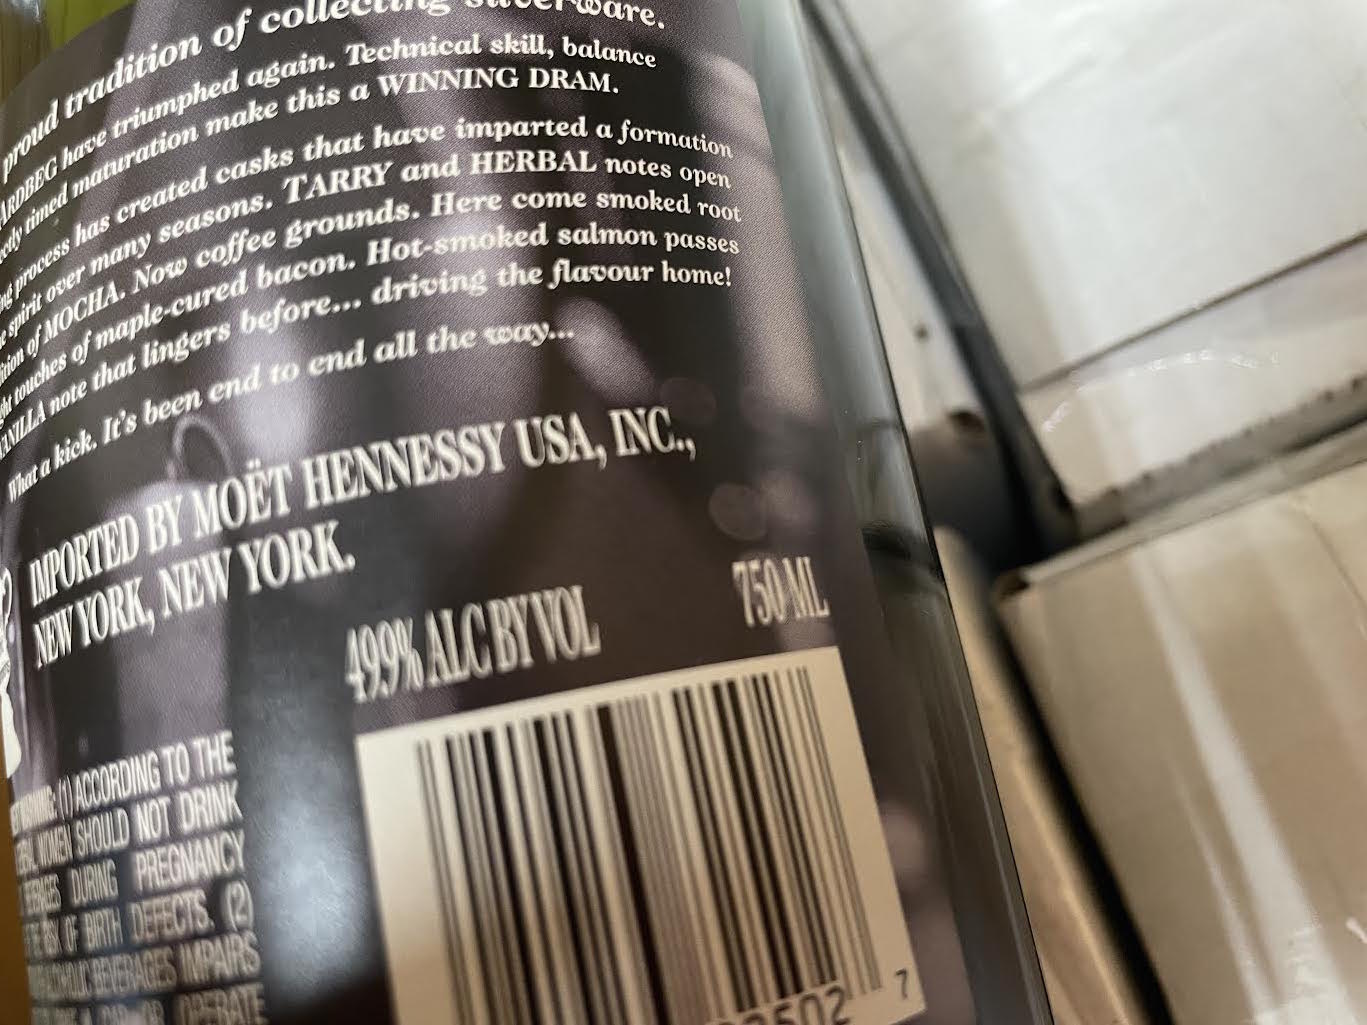 proud tradition of collecting silverware.
ARDBEG have triumphed again. Technical skill, balance
timed maturation make this a WINNING DRAM.
process has created casks that have imparted a formation
spirit over many seasons. TARRY and HERBAL notes open
of MOCHA. Now coffee grounds. Here come smoked root
touches of maple-cured bacon. Hot-smoked salmon passes
VANILLA note that lingers before... driving the flavour home!
What a kick. It's been end to end all the way...
IMPORTED BY MOËT HENNESSY USA, INC.,
NEW YORK, NEW YORK.
49.9% ALC BY VOL 750 ML
(1) ACCORDING TO THE
WOMEN SHOULD NOT DRINK
DURING PREGNANCY
OF BIRTH DEFECTS. (2)
BEVERAGES IMPAIRS
OPERATE
502 7